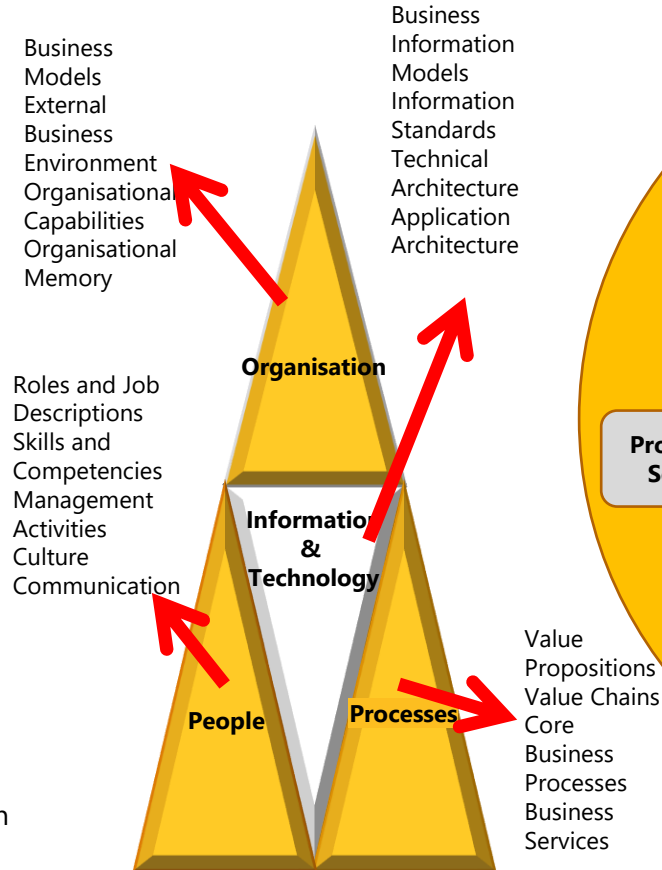 Business
Models
External
Business
Environment
Organisational
Capabilities
Organisational
Memory
Business
Information
Models
Information
Standards
Technical
Architecture
Application
Architecture
Organisation
Roles and Job
Descriptions
Skills and
Competencies
Management
Activities
Culture
Communication
Information
&
Technology
People
Processes
Value
Propositions
Value Chains
Core
Business
Processes
Business
Services